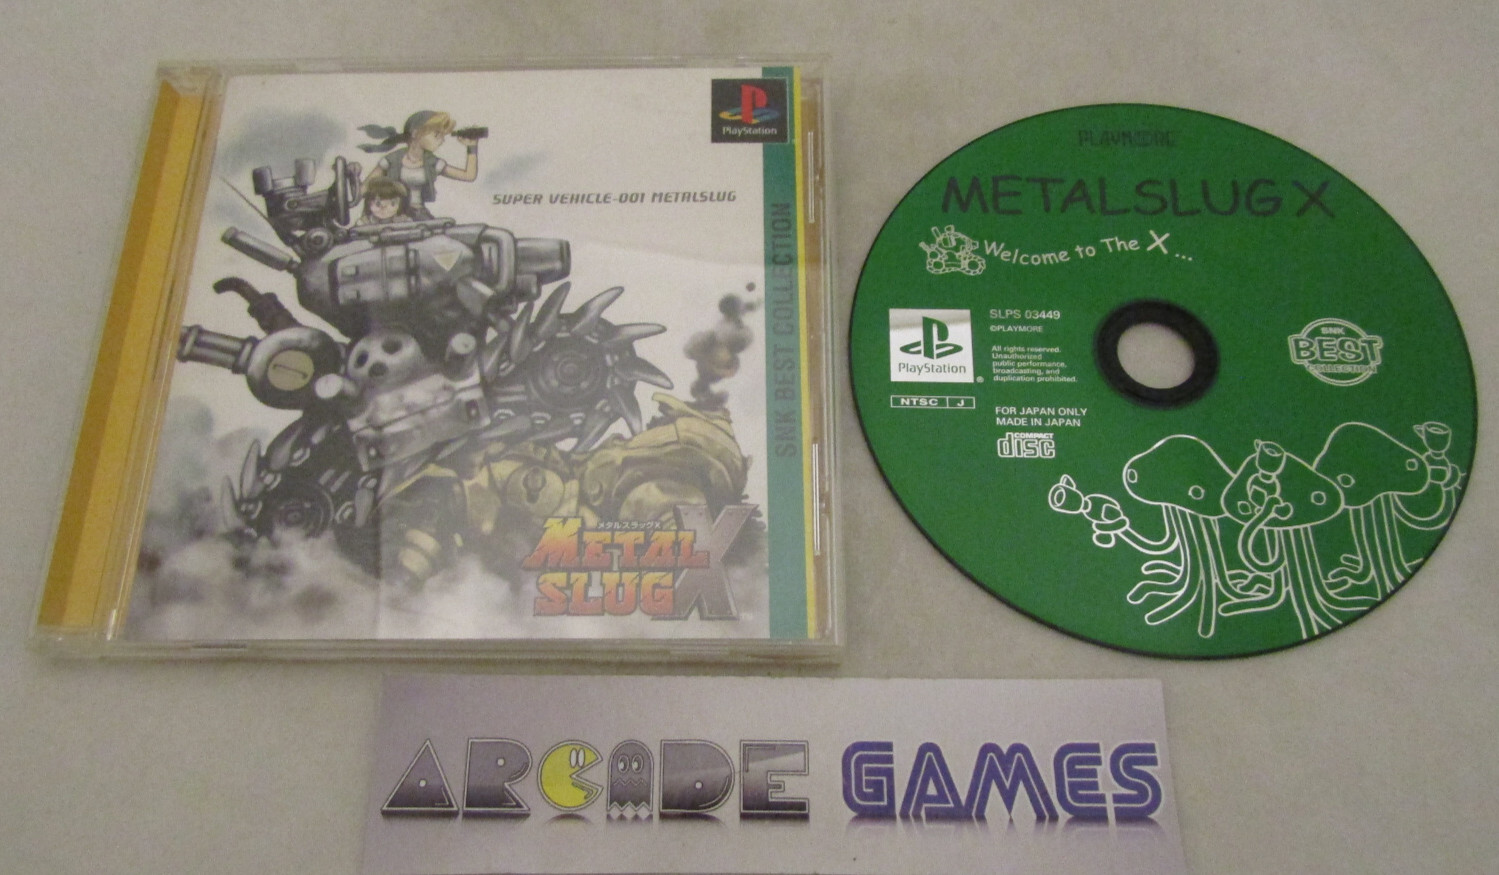 PlayStation
SUPER VEHICLE-001 METALSLUG
SNK BEST COLLECTION
メタルスラッグX
METAL
SLUG X
PLAYMORE
METALSLUG X
Welcome to The X ...
SLPS 03449
©PLAYMORE
All rights reserved.
Unauthorized
public performance,
broadcasting, and
duplication prohibited.
PlayStation
®
NTSC J
FOR JAPAN ONLY
MADE IN JAPAN
COMPACT
disc
SNK
BEST
COLLECTION
ARCADE GAMES